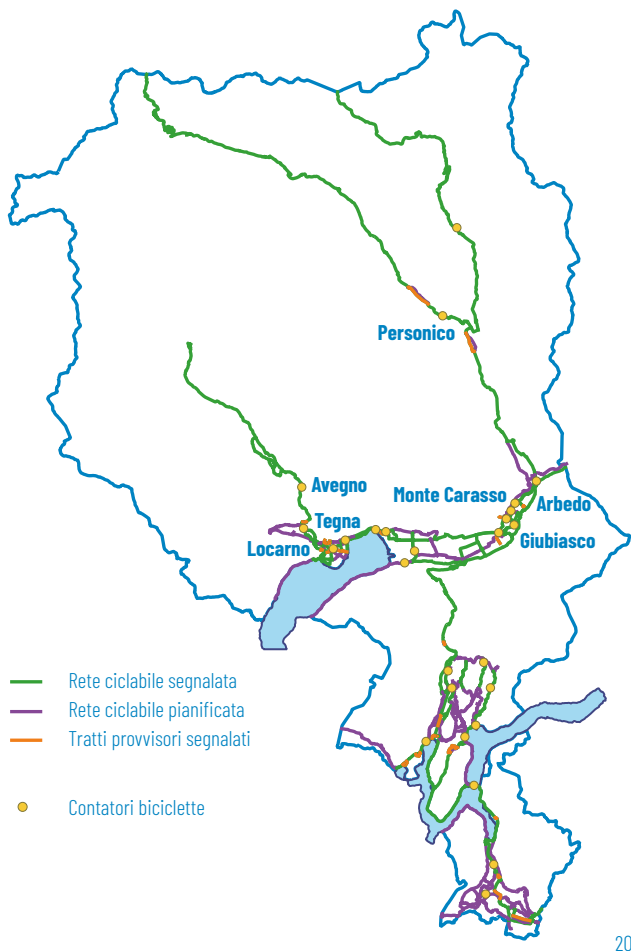 Personico
Avegno
Monte Carasso
Arbedo
Tegna
Locarno
Giubiasco
Rete ciclabile segnalata
Rete ciclabile pianificata
Tratti provvisori segnalati
Contatori biciclette
20